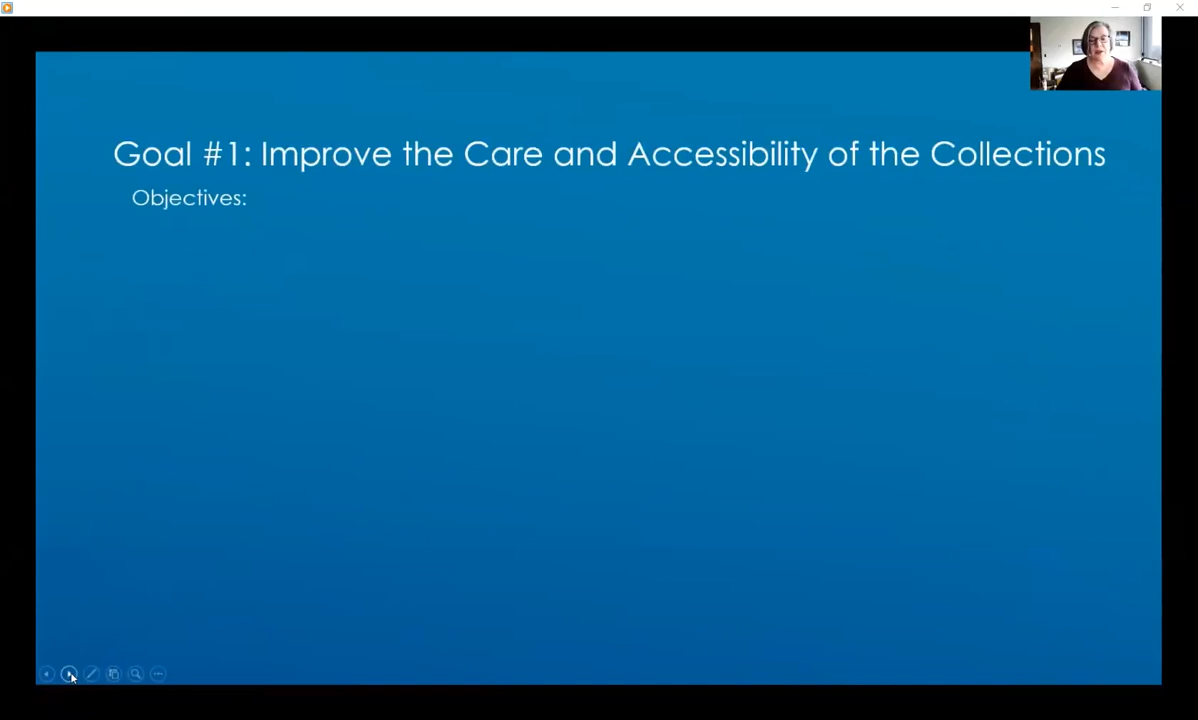 Goal #1: Improve the Care and Accessibility of the Collections
Objectives: